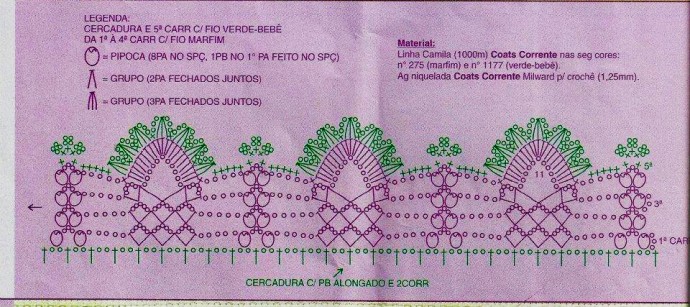 LEGENDA:
CERCADURA E 5ª CARR C/ FIO VERDE-BEBÊ
DA 1ª À 4ª CARR C/ FIO MARFIM
= PIPOCA (8PA NO SPÇ, 1PB NO 1º PA FEITO NO SPÇ)
= GRUPO (2PA FECHADOS JUNTOS)
= GRUPO (3PA FECHADOS JUNTOS)
Material:
Linha Camila (1000m) Coats Corrente nas seg cores:
nº 275 (marfim) e nº 1177 (verde-bebê).
Ag niquelada Coats Corrente Milward p/ crochê (1,25mm).
5ª
11
3ª
1ª CAR
CERCADURA C/ PB ALONGADO E 2CORR